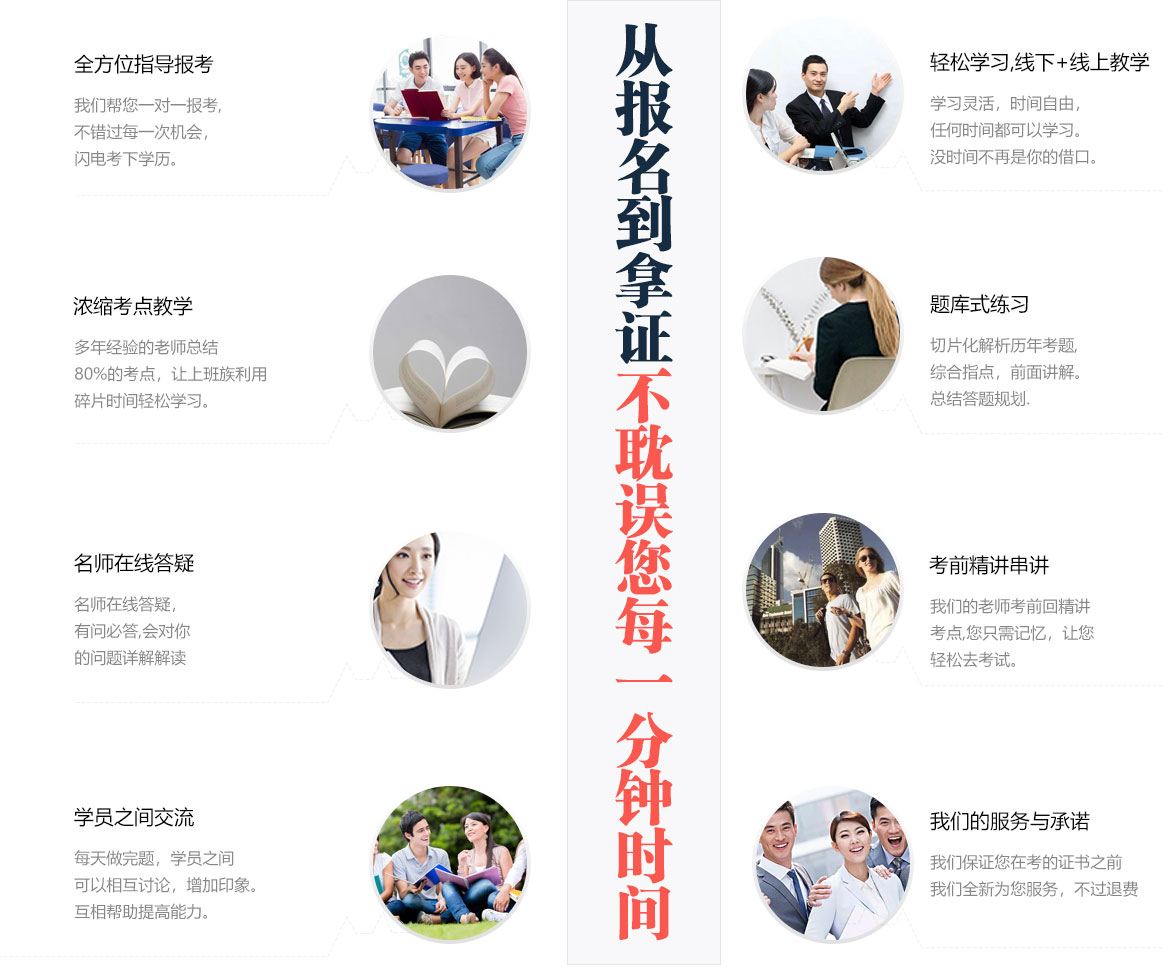 全方位指导报考
我们帮您一对一报考,
不错过每一次机会，
闪电考下学历。
浓缩考点教学
多年经验的老师总结
80%的考点，让上班族利用
碎片时间轻松学习。
名师在线答疑
名师在线答疑，
有问必答,会对你
的问题详解解读
学员之间交流
每天做完题，学员之间
可以相互讨论，增加印象。
互相帮助提高能力。
从报名到拿证不耽误您每一分钟时间
轻松学习,线下+线上教学
学习灵活，时间自由，
任何时间都可以学习。
没时间不再是你的借口。
题库式练习
切片化解析历年考题,
综合指点，前面讲解。
总结答题规划.
考前精讲串讲
我们的老师考前回精讲
考点,您只需记忆，让您
轻松去考试。
我们的服务与承诺
我们保证您在考的证书之前
我们全新为您服务，不过退费